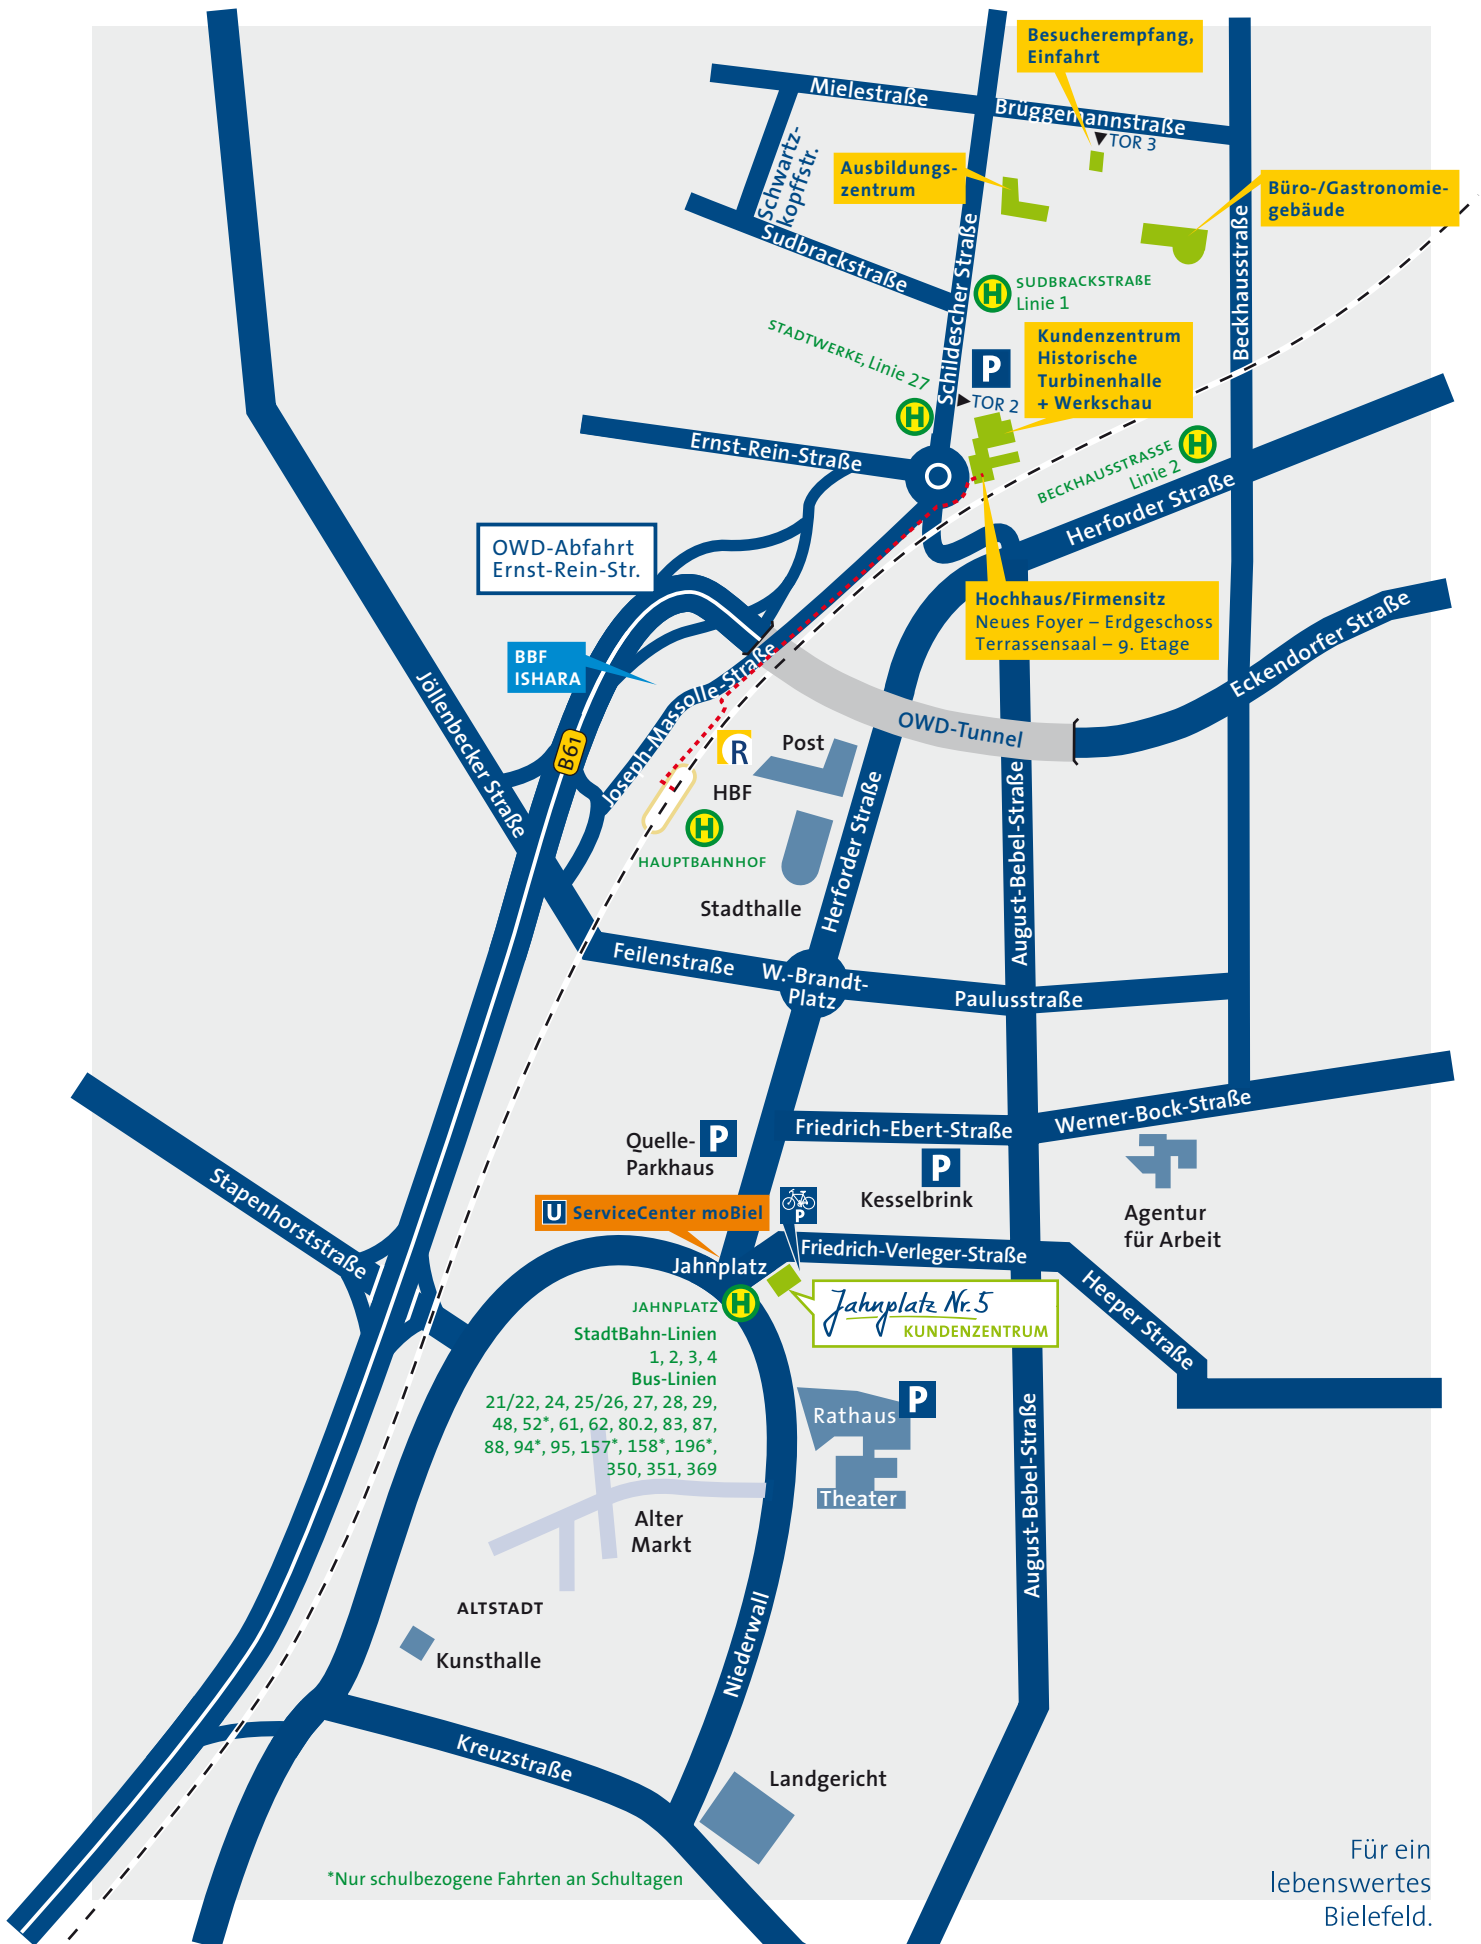 Besucherempfang,
Einfahrt
Mielestraße
Brüggemannstraße
TOR 3
Schwartz-
kopffstr.
Ausbildungs-
zentrum
Büro-/Gastronomie-
gebäude
Sudbrackstraße
Schildescher Straße
Beckhausstraße
H
SUDBRACKSTRAßE
Linie 1
STADTWERKE, Linie 27
H
P
TOR 2
Kundenzentrum
Historische
Turbinenhalle
+ Werkschau
Ernst-Rein-Straße
BECKHAUSSTRASSE
Linie 2
H
Herforder Straße
OWD-Abfahrt
Ernst-Rein-Str.
Hochhaus/Firmensitz
Neues Foyer – Erdgeschoss
Terrassensaal – 9. Etage
Eckendorfer Straße
BBF
ISHARA
Jöllenbecker Straße
B61
Joseph-Massolle-Straße
OWD-Tunnel
R
HBF
Post
H
HAUPTBAHNHOF
Stadthalle
Herforder Straße
August-Bebel-Straße
Feilenstraße
W.-Brandt-
Platz
Paulusstraße
Stapenhorststraße
Quelle-
Parkhaus
P
Friedrich-Ebert-Straße
Werner-Bock-Straße
P
Kesselbrink
Agentur
für Arbeit
U ServiceCenter moBiel
P
Jahnplatz
Friedrich-Verleger-Straße
Heeper Straße
Jahnplatz Nr. 5
KUNDENZENTRUM
JAHNPLATZ
H
StadtBahn-Linien
1, 2, 3, 4
Bus-Linien
21/22, 24, 25/26, 27, 28, 29,
48, 52*, 61, 62, 80.2, 83, 87,
88, 94*, 95, 157*, 158*, 196*,
350, 351, 369
Rathaus
P
Theater
August-Bebel-Straße
Alter
Markt
ALTSTADT
Kunsthalle
Niederwall
Kreuzstraße
Landgericht
*Nur schulbezogene Fahrten an Schultagen
Für ein
lebenswertes
Bielefeld.